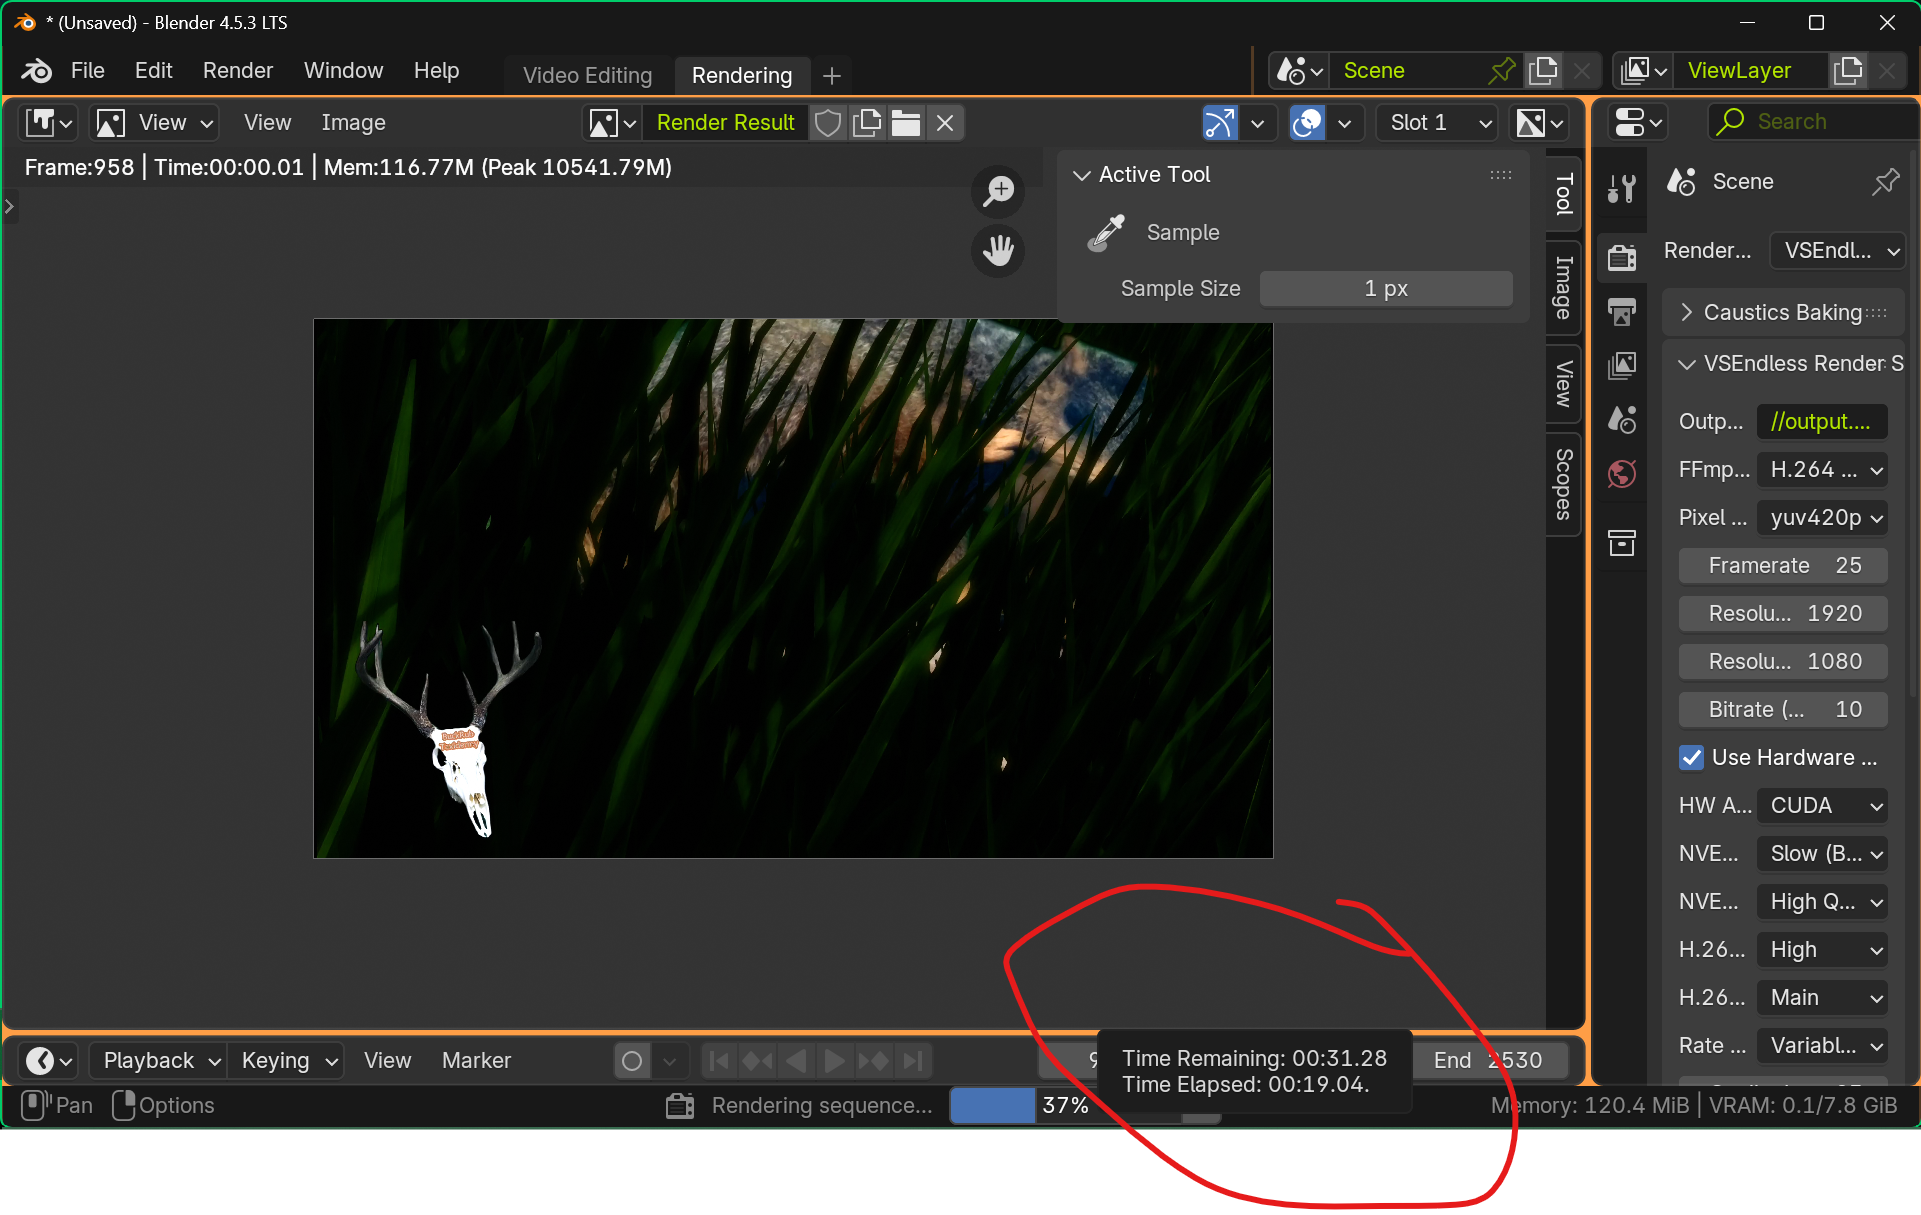 * (Unsaved) - Blender 4.5.3 LTS
File Edit Render Window Help Video Editing Rendering + Scene ViewLayer
View View Image Render Result Slot 1 Search
Frame:958 | Time:00:00.01 | Mem:116.77M (Peak 10541.79M)
Active Tool
Sample
Sample Size 1 px
Tool
Image
View
Scopes
Scene
Render... VSEndl...
Caustics Baking
VSEndless Render S
Outp... //output....
FFmp... H.264 ...
Pixel ... yuv420p
Framerate 25
Resolu... 1920
Resolu... 1080
Bitrate (... 10
Use Hardware ...
HW A... CUDA
NVE... Slow (B...
NVE... High Q...
H.26... High
H.26... Main
Rate ... Variabl...
BuckRub
Taxidermy
Playback Keying View Marker 9 End 2530
Time Remaining: 00:31.28
Time Elapsed: 00:19.04.
Pan Options Rendering sequence... 37% Memory: 120.4 MiB | VRAM: 0.1/7.8 GiB